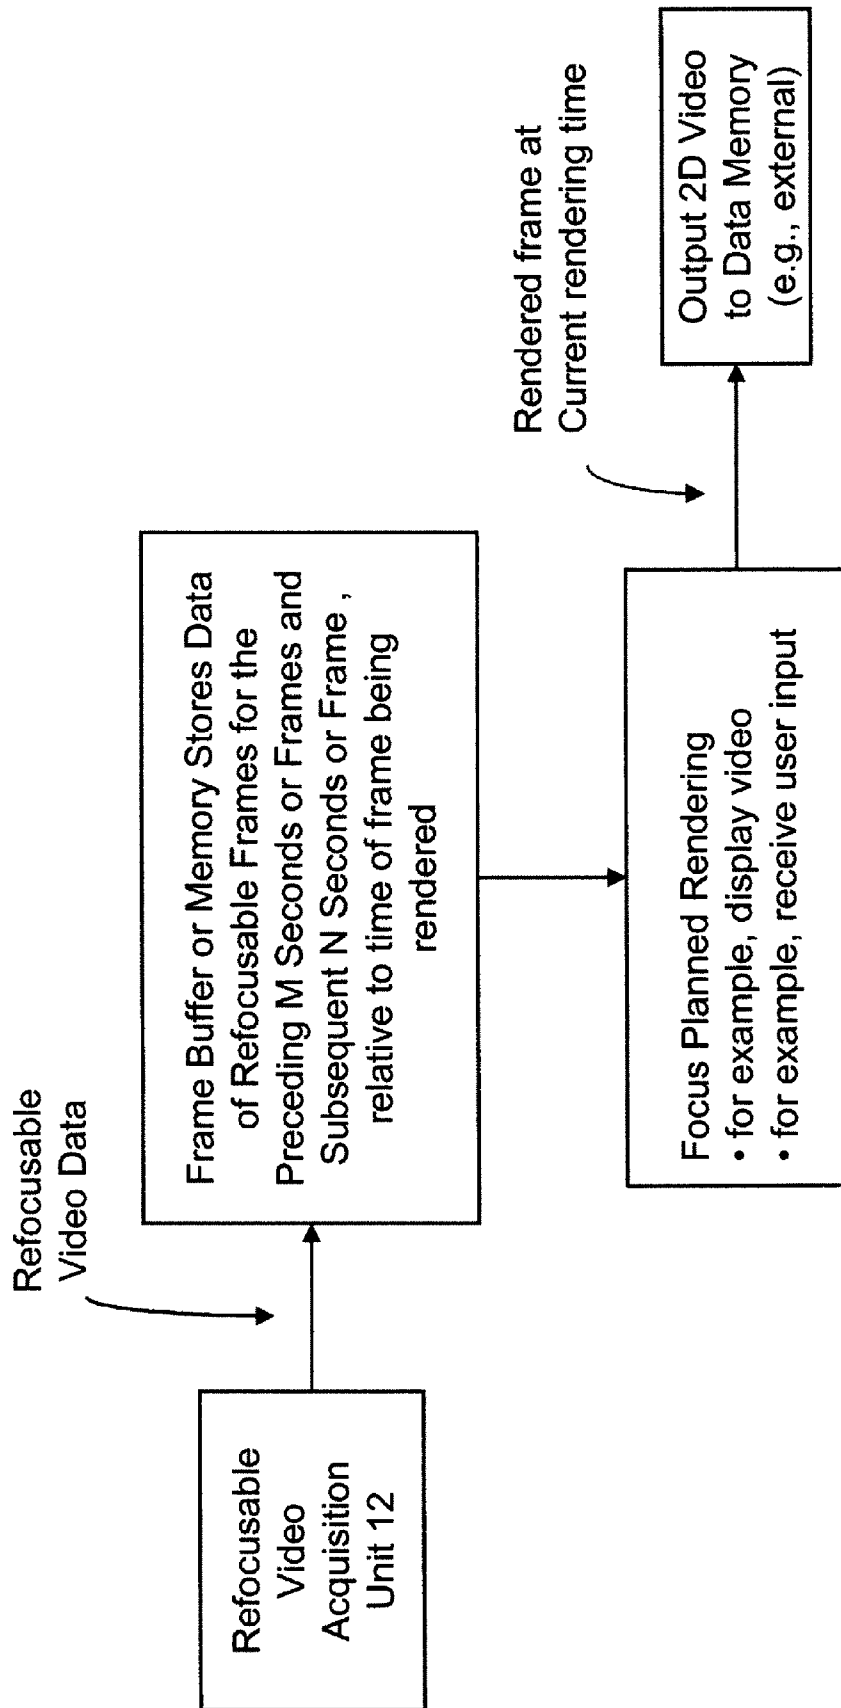 Refocusable
Video Data
Refocusable
Video
Acquisition
Unit 12
Frame Buffer or Memory Stores Data
of Refocusable Frames for the
Preceding M Seconds or Frames and
Subsequent N Seconds or Frame ,
relative to time of frame being
rendered
Focus Planned Rendering
• for example, display video
• for example, receive user input
Rendered frame at
Current rendering time
Output 2D Video
to Data Memory
(e.g., external)